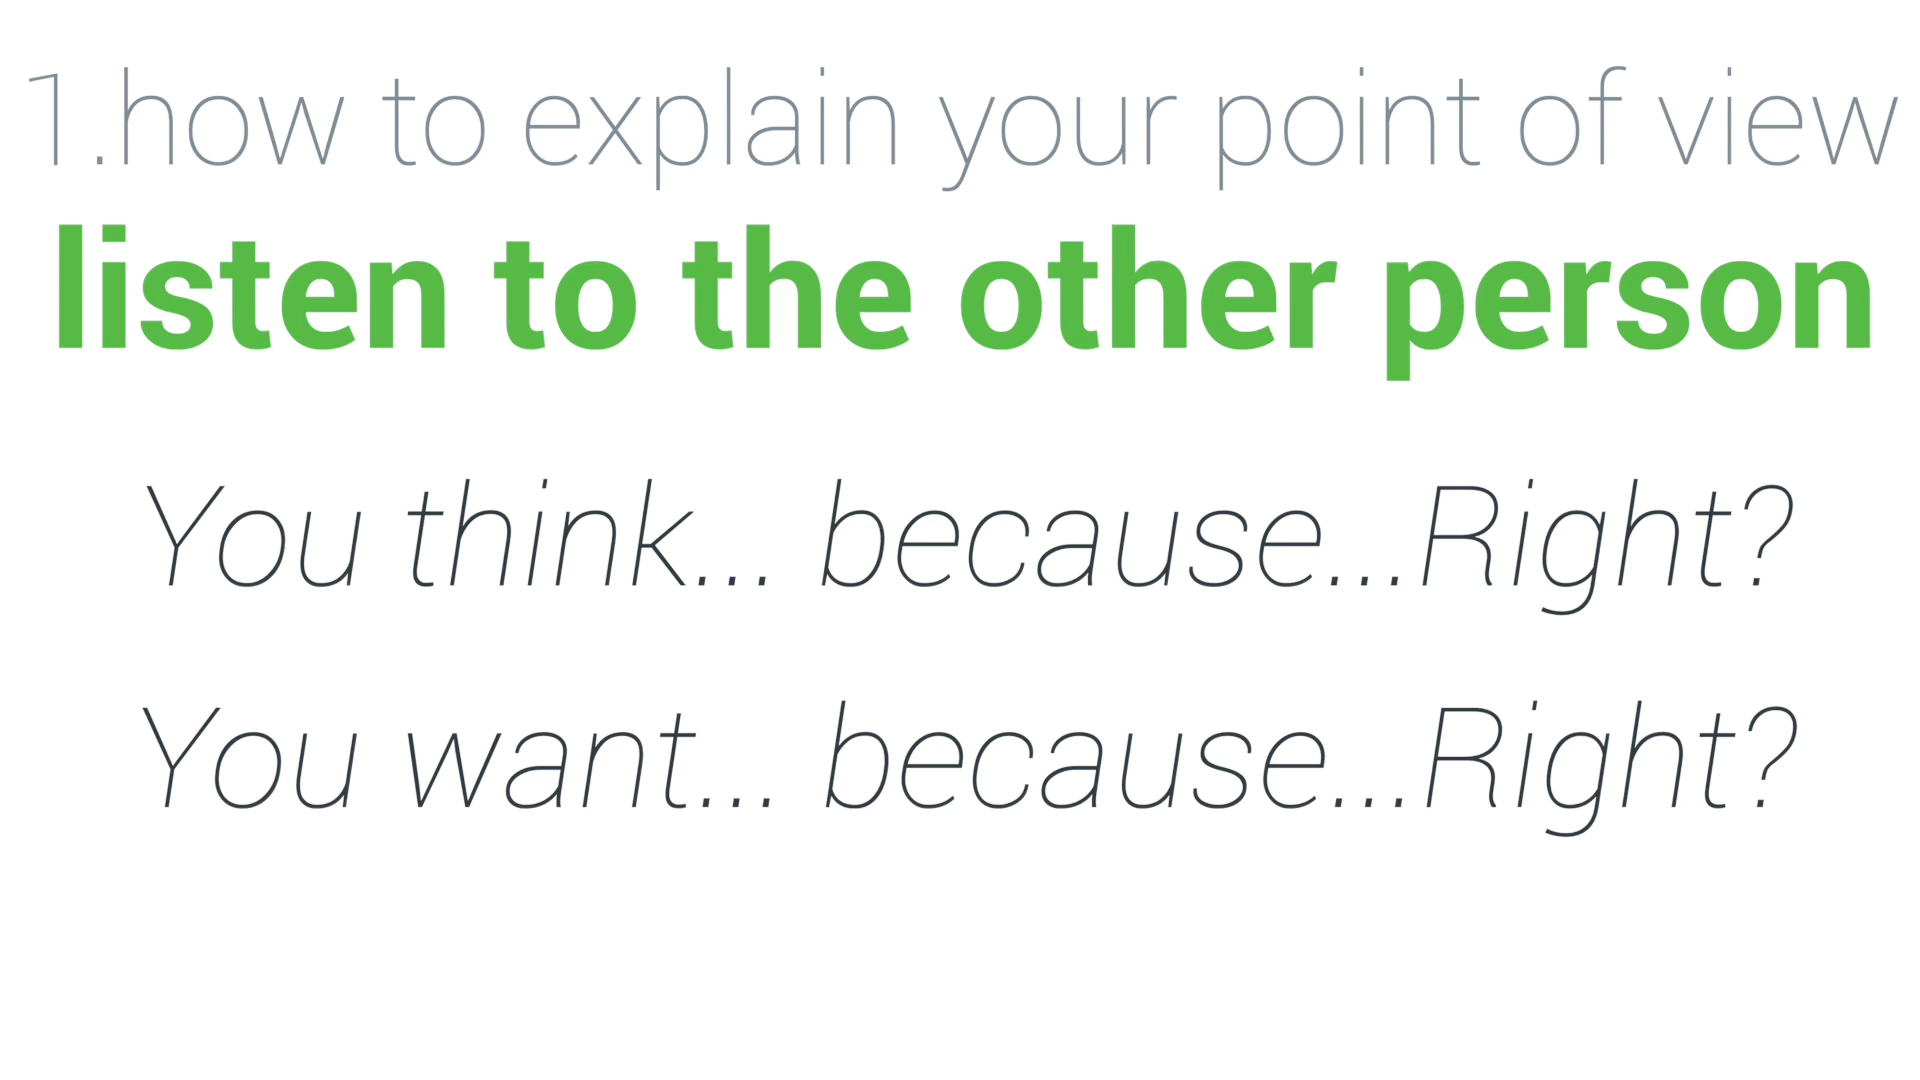 1.how to explain your point of view
listen to the other person
You think... because...Right?
You want... because...Right?